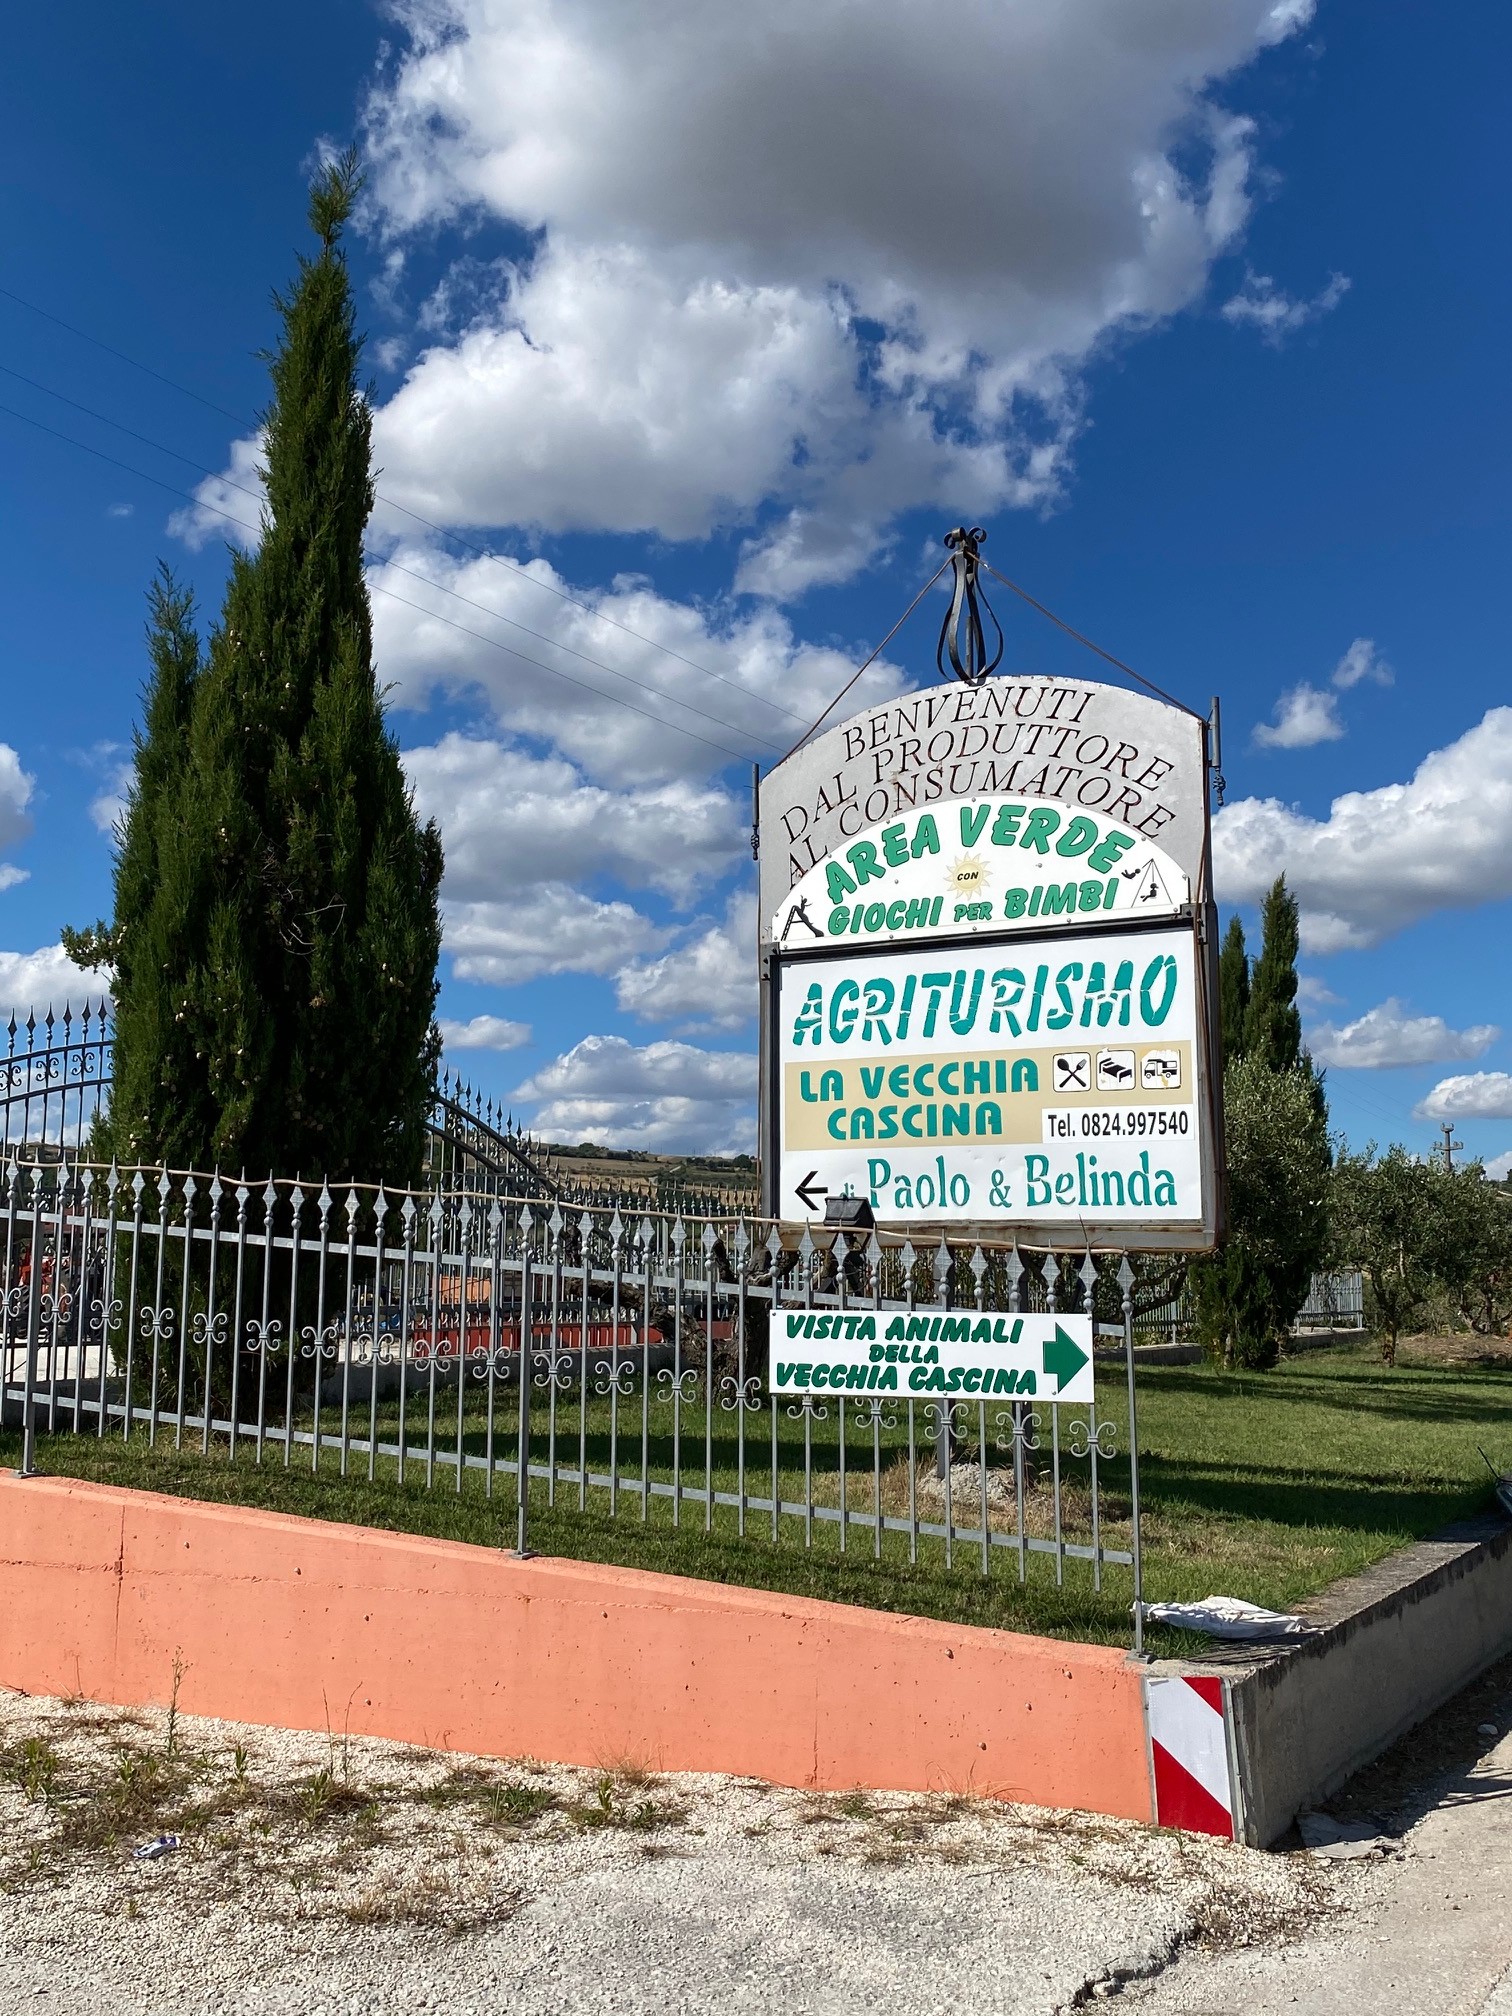 BENVENUTI
DAL PRODUTTORE
AL CONSUMATORE
AREA VERDE
CON
GIOCHI PER BIMBI
AGRITURISMO
LA VECCHIA
CASCINA
Tel. 0824.997540
di Paolo & Belinda
VISITA ANIMALI
DELLA
VECCHIA CASCINA